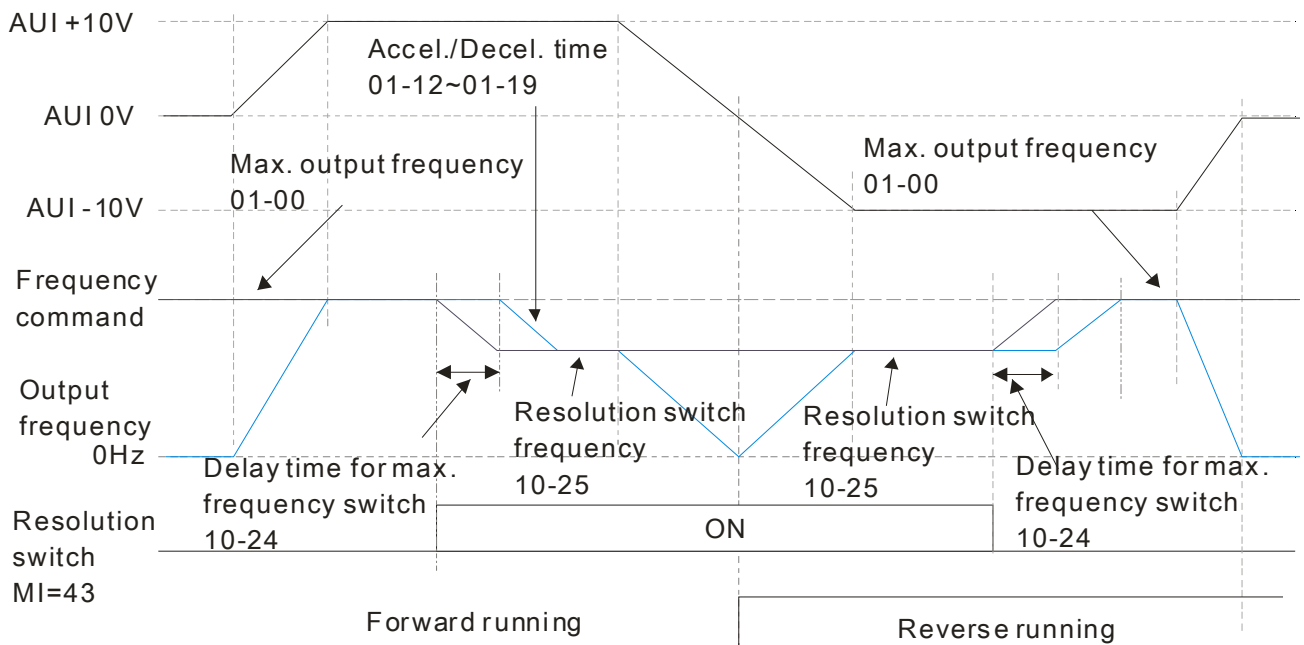 AUI +10V
Accel./Decel. time
01-12~01-19
AUI 0V
Max. output frequency
01-00
Max. output frequency
01-00
AUI -10V
Frequency
command
Output
frequency
0Hz
Resolution switch
frequency
10-25
Resolution switch
frequency
10-25
Delay time for max.
frequency switch
10-24
Delay time for max.
frequency switch
10-24
Resolution
switch
MI=43
ON
Forward running
Reverse running